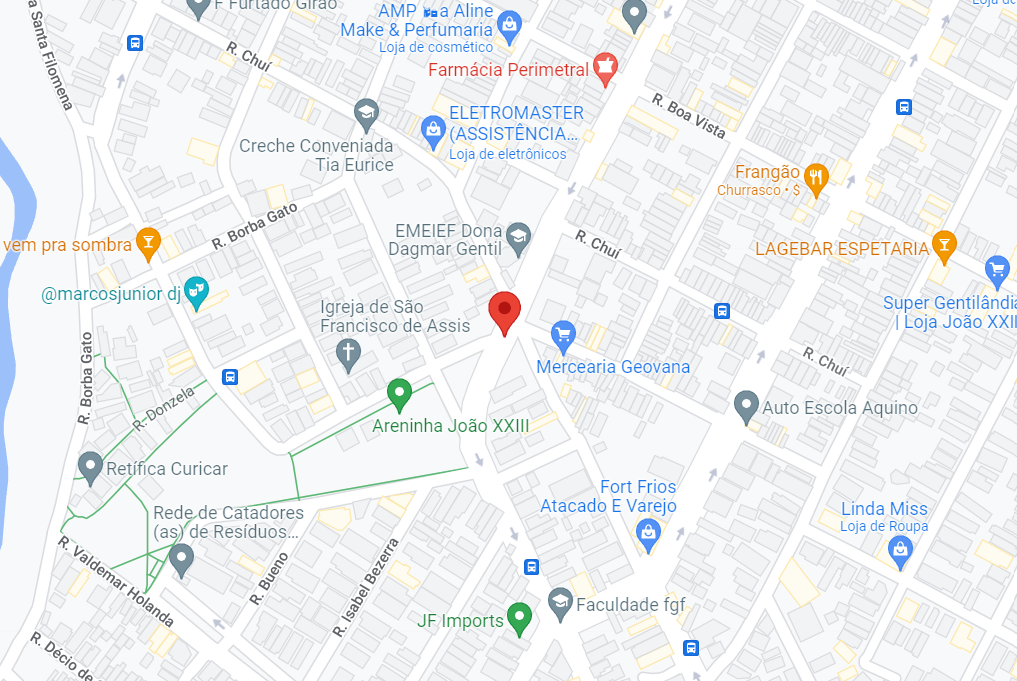 F Furtado Girão
AMP
a Aline
Make & Perfumaria
Loja de cosmético
Loja de
a Santa Filomena
R. Chuí
Farmácia Perimetral
R. Boa Vista
ELETROMASTER
(ASSISTÊNCIA...
Loja de eletrônicos
Creche Conveniada
Tia Eurice
Frangão
Churrasco • $
R. Borba Gato
vem pra sombra
EMEIEF Dona
Dagmar Gentil
R. Chuí
LAGEBAR ESPETARIA
@marcosjunior dj
Igreja de São
Francisco de Assis
Super Gentilândia
| Loja João XXII
Mercearia Geovana
R. Chuí
R. Borba Gato
R. Donzela
Areninha João XXIII
Auto Escola Aquino
Retífica Curicar
Fort Frios
Atacado E Varejo
Linda Miss
Loja de Roupa
Rede de Catadores
(as) de Resíduos...
R. Valdemar Holanda
R. Bueno
R. Isabel Bezerra
JF Imports
Faculdade fgf
R. Décio de